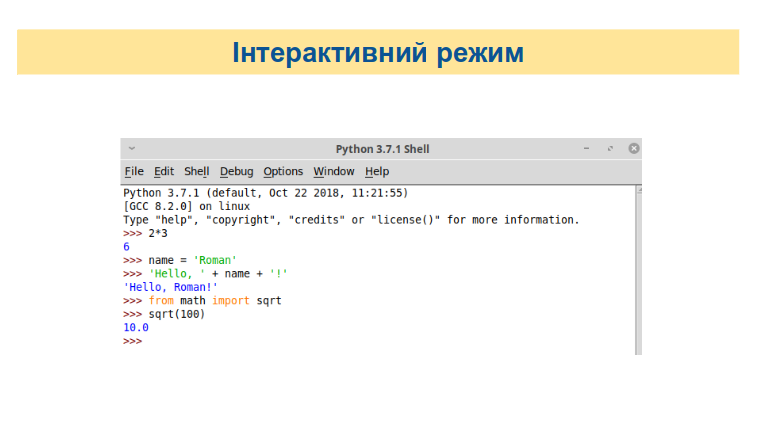 Інтерактивний режим
Python 3.7.1 Shell
File Edit Shell Debug Options Window Help
Python 3.7.1 (default, Oct 22 2018, 11:21:55)
[GCC 8.2.0] on linux
Type "help", "copyright", "credits" or "license()" for more information.
>>> 2*3
6
>>> name = 'Roman'
>>> 'Hello, ' + name + '!'
'Hello, Roman!'
>>> from math import sqrt
>>> sqrt(100)
10.0
>>>